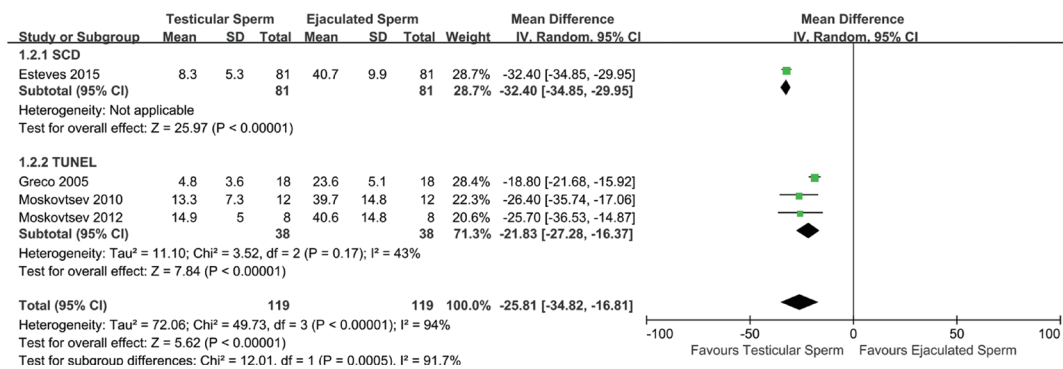 Testicular Sperm Ejaculated Sperm Mean Difference Mean Difference
Study or Subgroup Mean SD Total Mean SD Total Weight IV. Random. 95% CI IV. Random. 95% CI
1.2.1 SCD
Esteves 2015 8.3 5.3 81 40.7 9.9 81 28.7% -32.40 [-34.85, -29.95]
Subtotal (95% CI) 81 81 28.7% -32.40 [-34.85, -29.95]
Heterogeneity: Not applicable
Test for overall effect: Z = 25.97 (P < 0.00001)
1.2.2 TUNEL
Greco 2005 4.8 3.6 18 23.6 5.1 18 28.4% -18.80 [-21.68, -15.92]
Moskovtsev 2010 13.3 7.3 12 39.7 14.8 12 22.3% -26.40 [-35.74, -17.06]
Moskovtsev 2012 14.9 5 8 40.6 14.8 8 20.6% -25.70 [-36.53, -14.87]
Subtotal (95% CI) 38 38 71.3% -21.83 [-27.28, -16.37]
Heterogeneity: Tau² = 11.10; Chi² = 3.52, df = 2 (P = 0.17); I² = 43%
Test for overall effect: Z = 7.84 (P < 0.00001)
Total (95% CI) 119 119 100.0% -25.81 [-34.82, -16.81]
Heterogeneity: Tau² = 72.06; Chi² = 49.73, df = 3 (P < 0.00001); I² = 94%
Test for overall effect: Z = 5.62 (P < 0.00001)
Test for subgroup differences: Chi² = 12.01, df = 1 (P = 0.0005), I² = 91.7%
-100 -50 0 50 100
Favours Testicular Sperm Favours Ejaculated Sperm